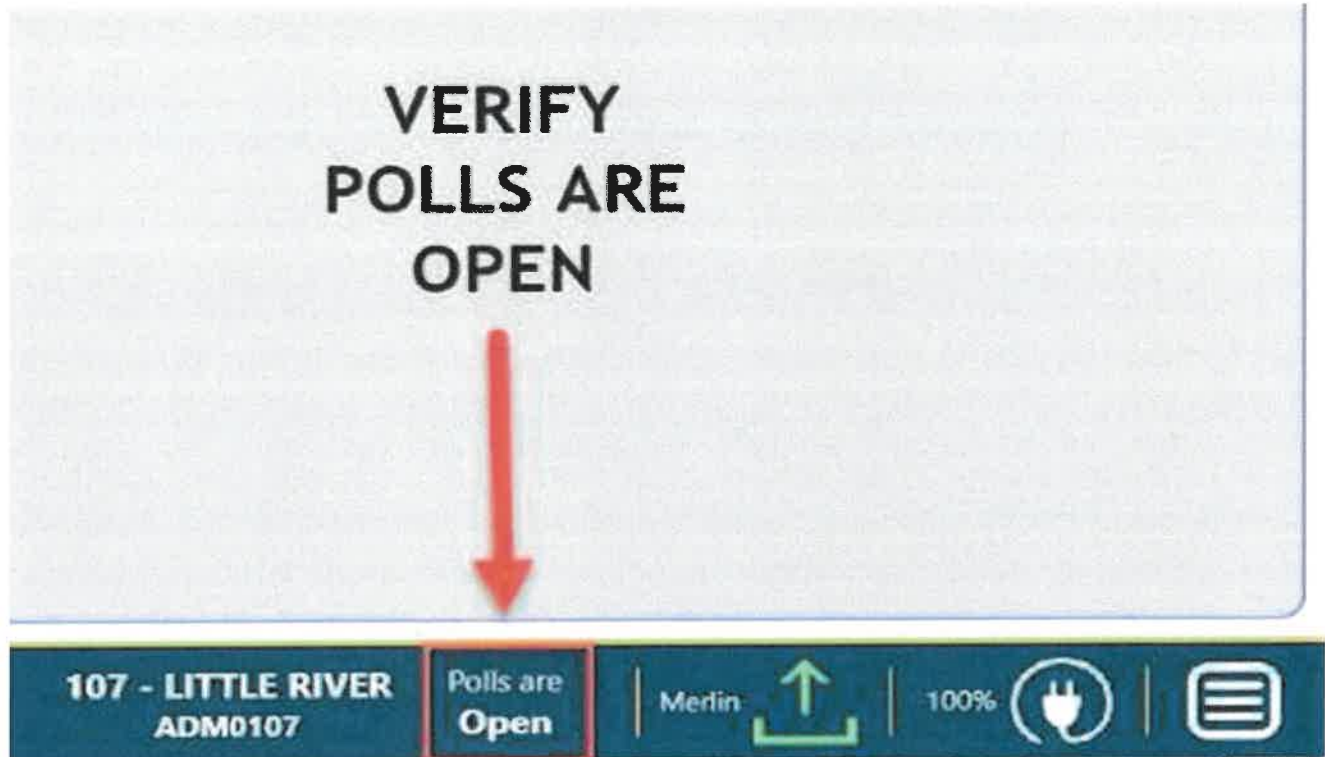 VERIFY
POLLS ARE
OPEN
107 - LITTLE RIVER
ADM0107
Polls are
Open
Merlin
100%